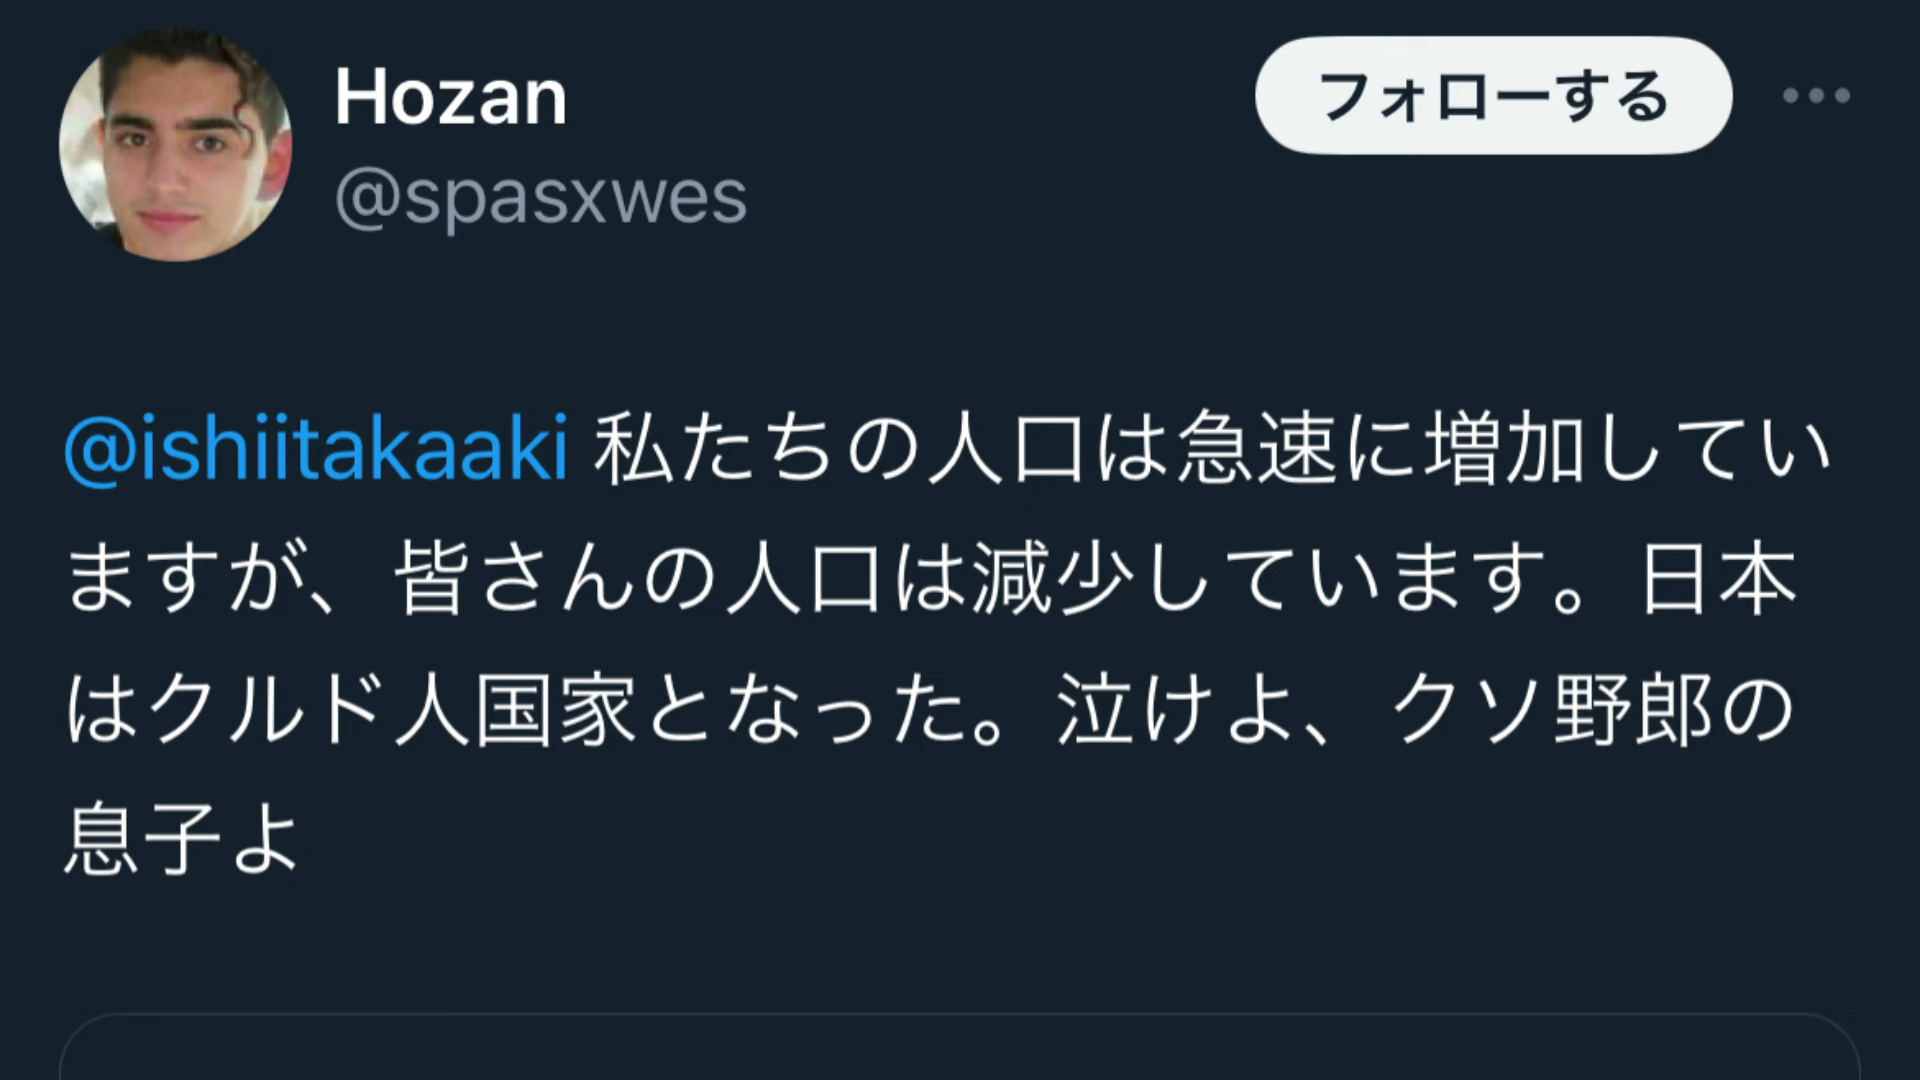 Hozan
フォローする
@spasxwes
@ishiitakaaki 私たちの人口は急速に増加してい
ますが、皆さんの人口は減少しています。日本
はクルド人国家となった。泣けよ、クソ野郎の
息子よ